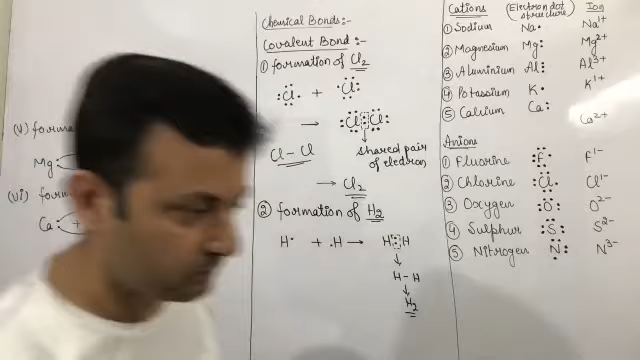 (v) forma
Mg:
(vi) for
Ca: +
Chemical Bonds:-
Covalent Bond :-
① formation of Cl2
:Cl. + .Cl:
→ :Cl:Cl:
Cl - Cl
shared pair
of electron
→ Cl2
② formation of H2
H· + ·H → H:H
H-H
H2
Cations (Electron dot structure) Ion
① Sodium Na· Na1+
② Magnesium Mg: Mg2+
③ Aluminium Al⋮ Al3+
④ Potassium K· K1+
⑤ Calcium Ca: Ca2+
Anions
① Fluorine :F· F1-
② Chlorine :Cl· Cl1-
③ Oxygen :O: O2-
④ Sulphur :S: S2-
⑤ Nitrogen N: N3-